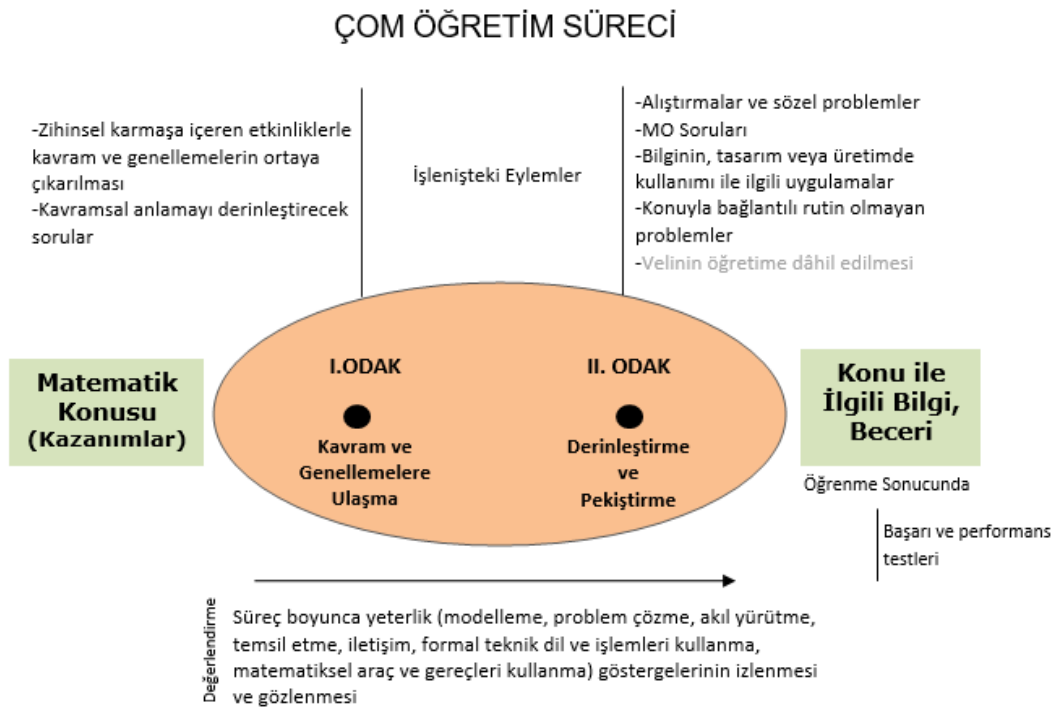 ÇOM ÖĞRETİM SÜRECİ
-Zihinsel karmaşa içeren etkinliklerle
kavram ve genellemelerin ortaya
çıkarılması
-Kavramsal anlamayı derinleştirecek
sorular
İşlenişteki Eylemler
-Alıştırmalar ve sözel problemler
-MO Soruları
-Bilginin, tasarım veya üretimde
kullanımı ile ilgili uygulamalar
-Konuyla bağlantılı rutin olmayan
problemler
-Velinin öğretime dâhil edilmesi
Matematik
Konusu
(Kazanımlar)
I.ODAK
Kavram ve
Genellemelere
Ulaşma
II. ODAK
Derinleştirme
ve
Pekiştirme
Konu ile
İlgili Bilgi,
Beceri
Öğrenme Sonucunda
Başarı ve performans
testleri
Değerlendirme
Süreç boyunca yeterlik (modelleme, problem çözme, akıl yürütme,
temsil etme, iletişim, formal teknik dil ve işlemleri kullanma,
matematiksel araç ve gereçleri kullanma) göstergelerinin izlenmesi
ve gözlenmesi